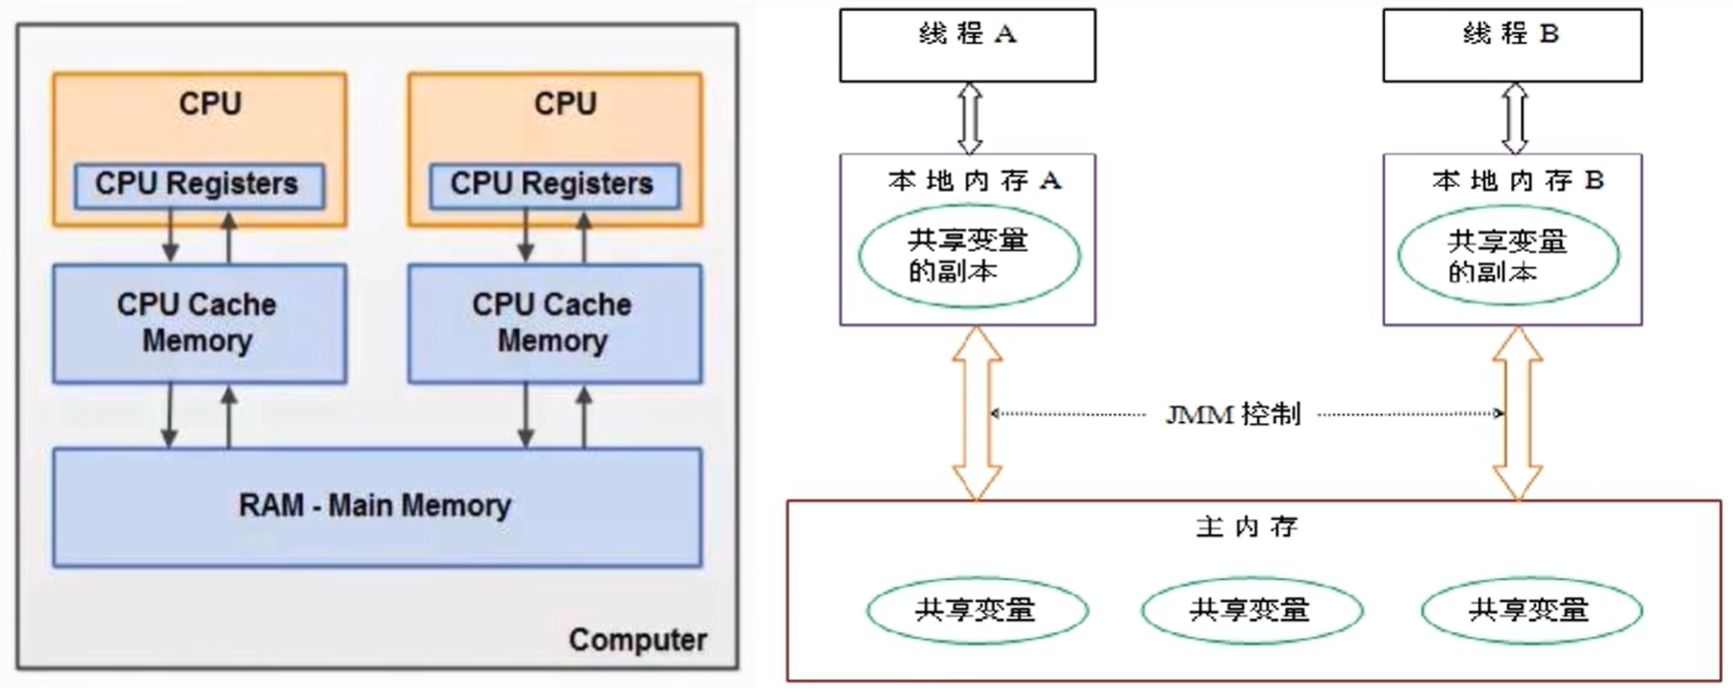 CPU
CPU Registers
CPU Cache
Memory
CPU
CPU Registers
CPU Cache
Memory
RAM - Main Memory
Computer
线程 A
线程 B
本地内存 A
共享变量
的副本
本地内存 B
共享变量
的副本
JMM 控制
主内存
共享变量
共享变量
共享变量